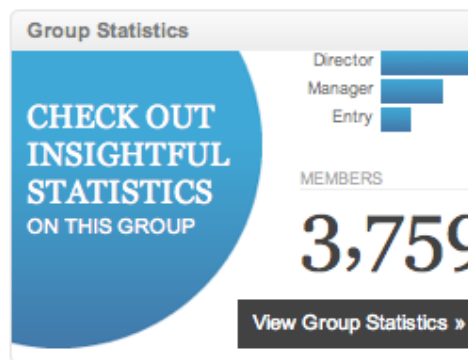 Group Statistics
CHECK OUT
INSIGHTFUL
STATISTICS
ON THIS GROUP
Director
Manager
Entry
MEMBERS
3,759
View Group Statistics »